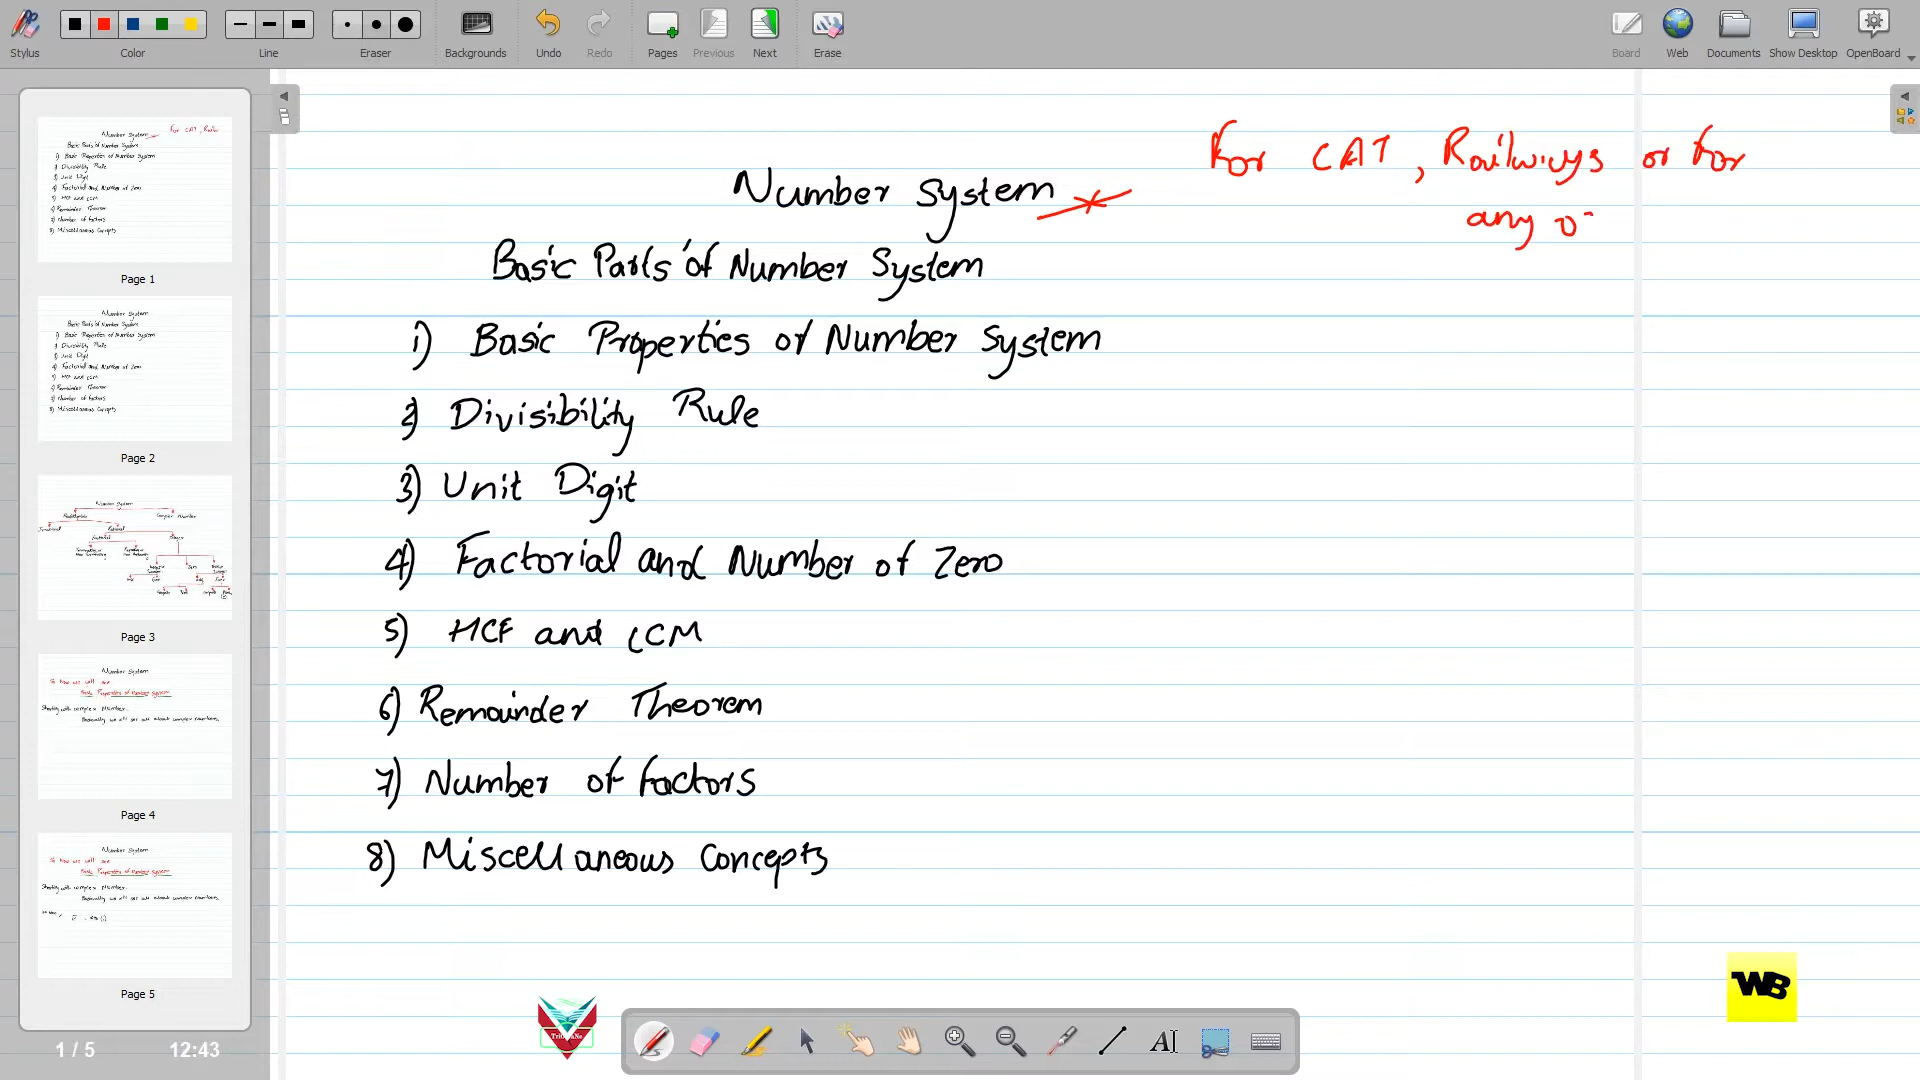 Stylus
Color
Line
Eraser
Backgrounds
Undo
Redo
Pages
Previous
Next
Erase
Board
Web
Documents
Show Desktop
OpenBoard
For CAT, Railways or for
any
Number System
Basic Parts of Number System
1) Basic Properties of Number System
2) Divisibility Rule
3) Unit Digit
4) Factorial and Number of Zero
5) HCF and LCM
6) Remainder Theorem
7) Number of factors
8) Miscellaneous Concepts
Page 1
Page 2
Page 3
Page 4
Page 5
1 / 5
12:43
WB